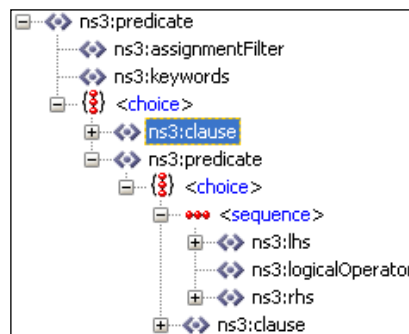 ns3:predicate
ns3:assignmentFilter
ns3:keywords
<choice>
ns3:clause
ns3:predicate
<choice>
<sequence>
ns3:lhs
ns3:logicalOperator
ns3:rhs
ns3:clause